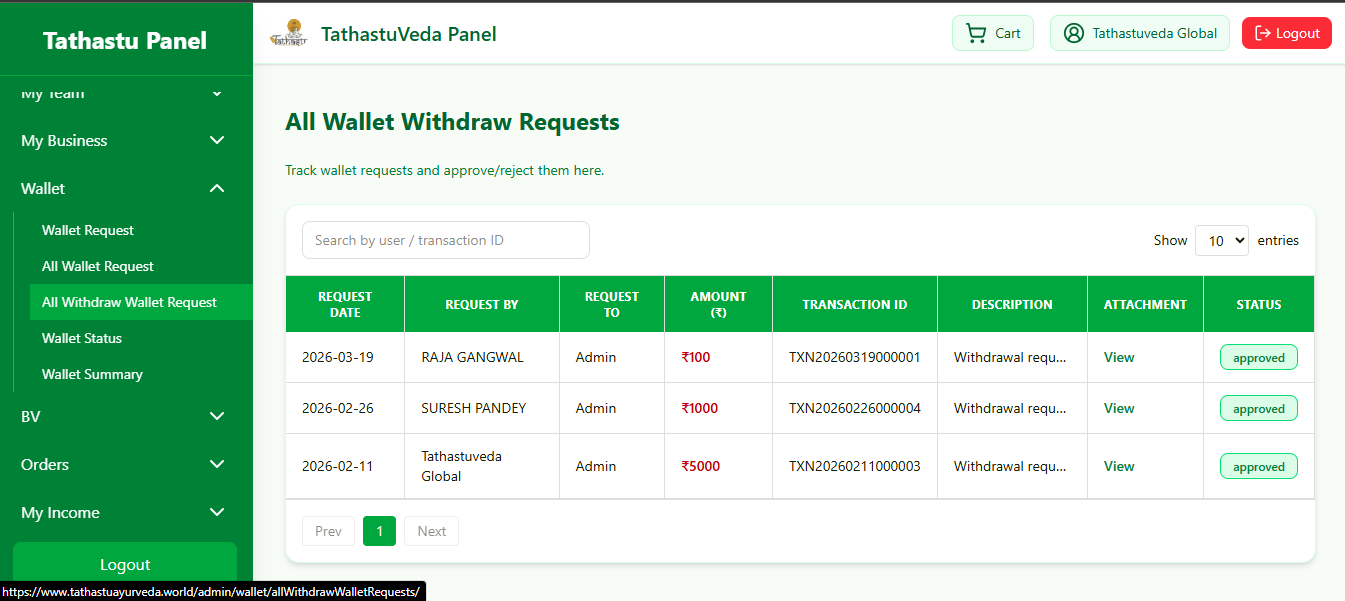 Tathastu Panel
My Team
My Business
Wallet
Wallet Request
All Wallet Request
All Withdraw Wallet Request
Wallet Status
Wallet Summary
BV
Orders
My Income
Logout
https://www.tathastuayurveda.world/admin/wallet/allWithdrawWalletRequests/
Tathastu
TathastuVeda Panel
Cart
Tathastuveda Global
Logout
All Wallet Withdraw Requests
Track wallet requests and approve/reject them here.
Search by user / transaction ID
Show 10 entries
REQUEST DATE REQUEST BY REQUEST TO AMOUNT (₹) TRANSACTION ID DESCRIPTION ATTACHMENT STATUS
2026-03-19 RAJA GANGWAL Admin ₹100 TXN20260319000001 Withdrawal requ... View approved
2026-02-26 SURESH PANDEY Admin ₹1000 TXN20260226000004 Withdrawal requ... View approved
2026-02-11 Tathastuveda Global Admin ₹5000 TXN20260211000003 Withdrawal requ... View approved
Prev 1 Next